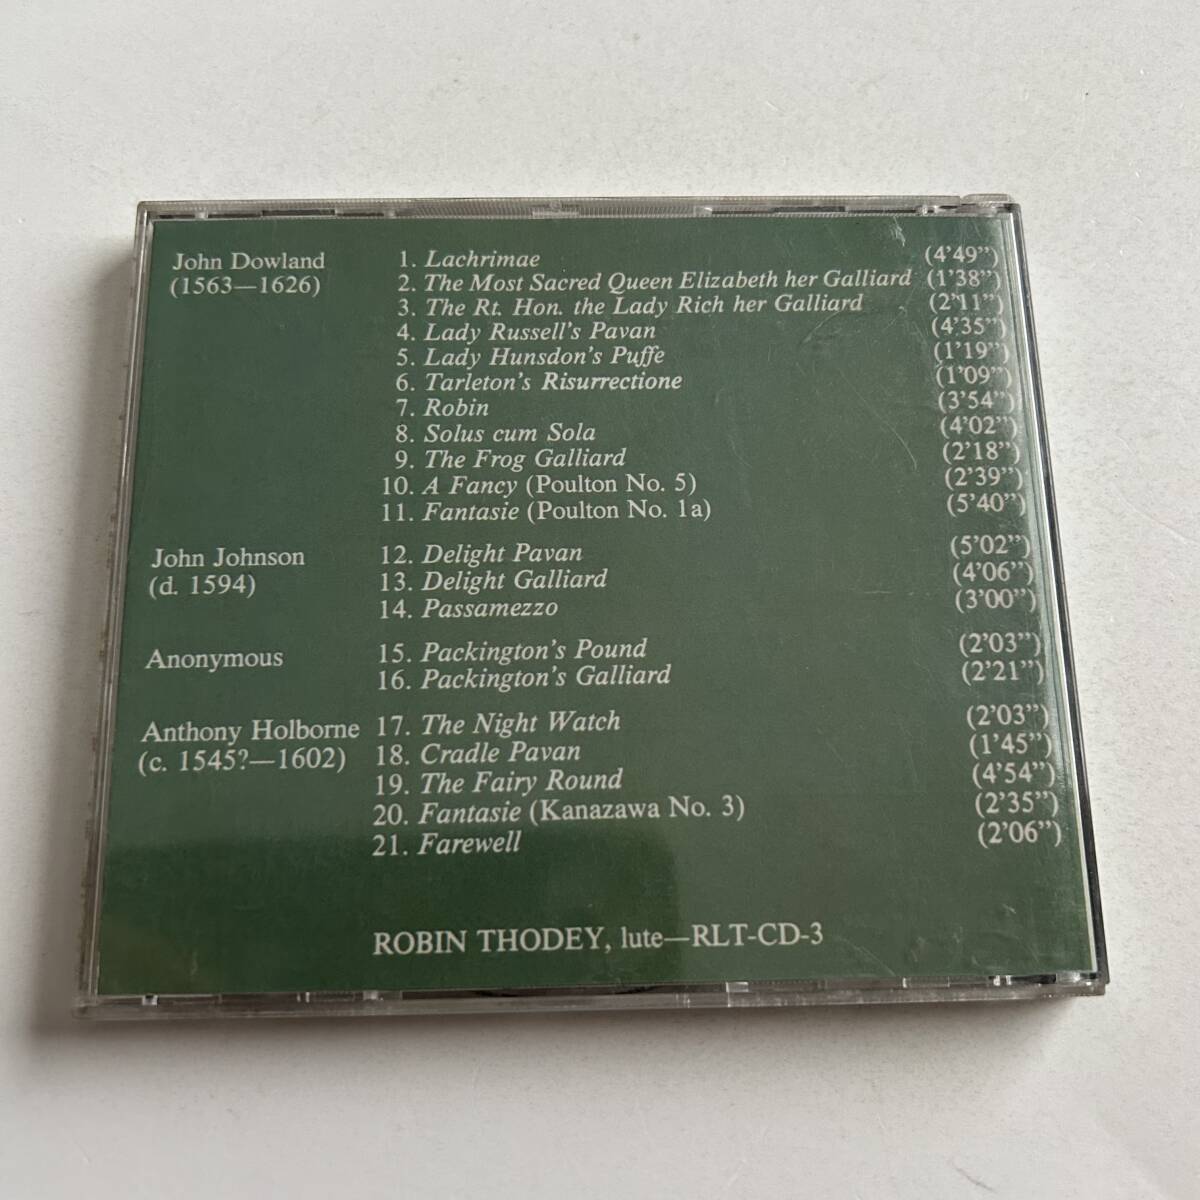 John Dowland 1. Lachrimae (4'49")
(1563—1626) 2. The Most Sacred Queen Elizabeth her Galliard (1'38")
3. The Rt. Hon. the Lady Rich her Galliard (2'11")
4. Lady Russell's Pavan (4'35")
5. Lady Hunsdon's Puffe (1'19")
6. Tarleton's Risurrectione (1'09")
7. Robin (3'54")
8. Solus cum Sola (4'02")
9. The Frog Galliard (2'18")
10. A Fancy (Poulton No. 5) (2'39")
11. Fantasie (Poulton No. 1a) (5'40")
John Johnson 12. Delight Pavan (5'02")
(d. 1594) 13. Delight Galliard (4'06")
14. Passamezzo (3'00")
Anonymous 15. Packington's Pound (2'03")
16. Packington's Galliard (2'21")
Anthony Holborne 17. The Night Watch (2'03")
(c. 1545?—1602) 18. Cradle Pavan (1'45")
19. The Fairy Round (4'54")
20. Fantasie (Kanazawa No. 3) (2'35")
21. Farewell (2'06")
ROBIN THODEY, lute—RLT-CD-3